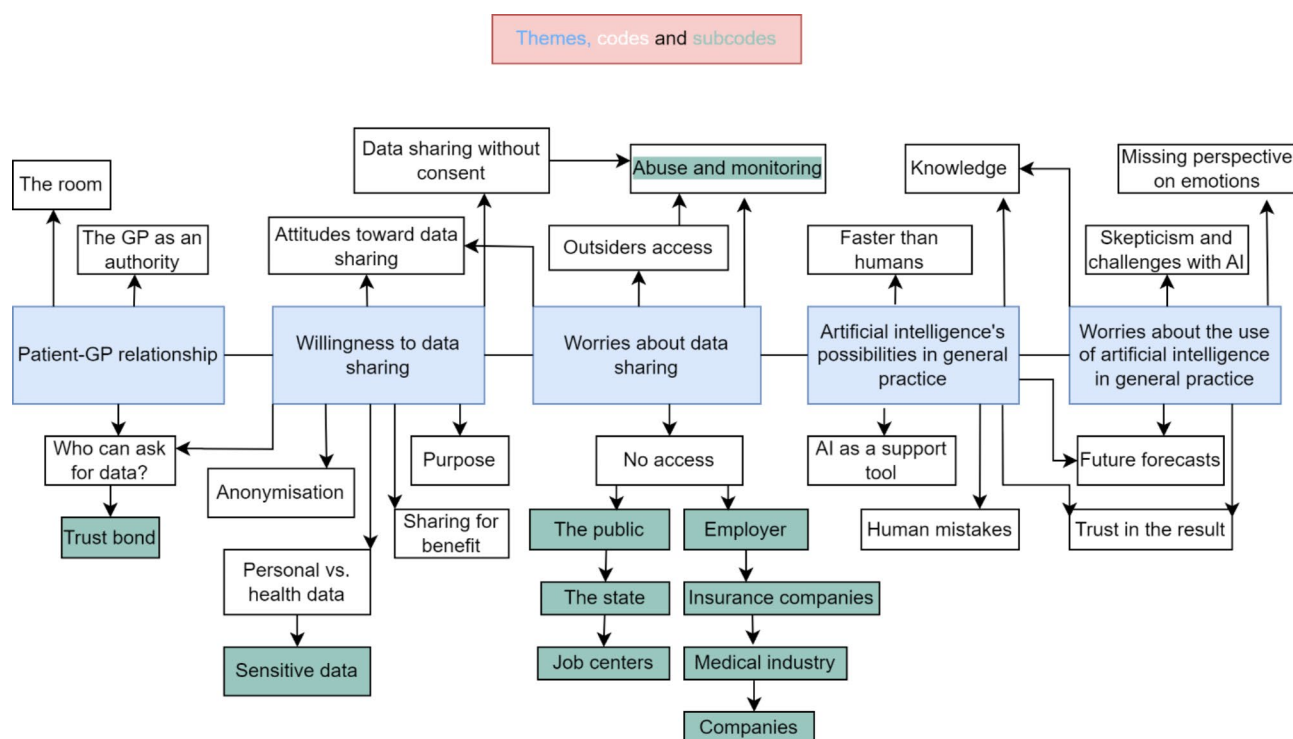 Themes, codes and subcodes
Data sharing without
consent
Abuse and monitoring
Knowledge
Missing perspective
on emotions
The room
The GP as an
authority
Attitudes toward data
sharing
Outsiders access
Faster than
humans
Skepticism and
challenges with AI
Patient-GP relationship
Willingness to data
sharing
Worries about data
sharing
Artificial intelligence's
possibilities in general
practice
Worries about the use
of artificial intelligence
in general practice
Who can ask
for data?
Anonymisation
Purpose
No access
AI as a support
tool
Future forecasts
Trust bond
Sharing for
benefit
The public
Employer
Human mistakes
Trust in the result
Personal vs.
health data
The state
Insurance companies
Sensitive data
Job centers
Medical industry
Companies